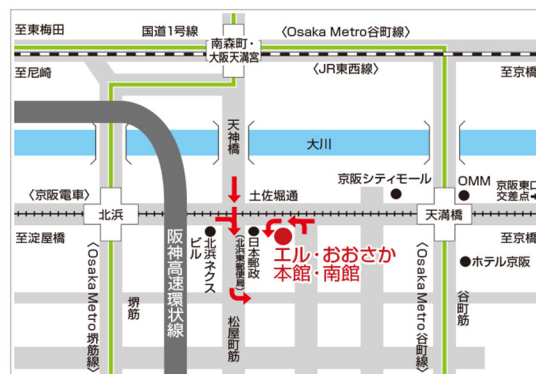 至東梅田
国道1号線
南森町・
大阪天満宮
〈Osaka Metro谷町線〉
至尼崎
〈JR東西線〉
至京橋
天神橋
大川
京阪シティモール
OMM
京阪東口
交差点
〈京阪電車〉
土佐堀通
北浜
天満橋
至淀屋橋
至京橋
エル・おおさか
本館・南館
ホテル京阪
北浜ネクス
ビル
日本郵政
(北浜東郵便局)
阪神高速環状線
〈Osaka Metro堺筋線〉
堺筋
松屋町筋
〈Osaka Metro谷町線〉
谷町筋